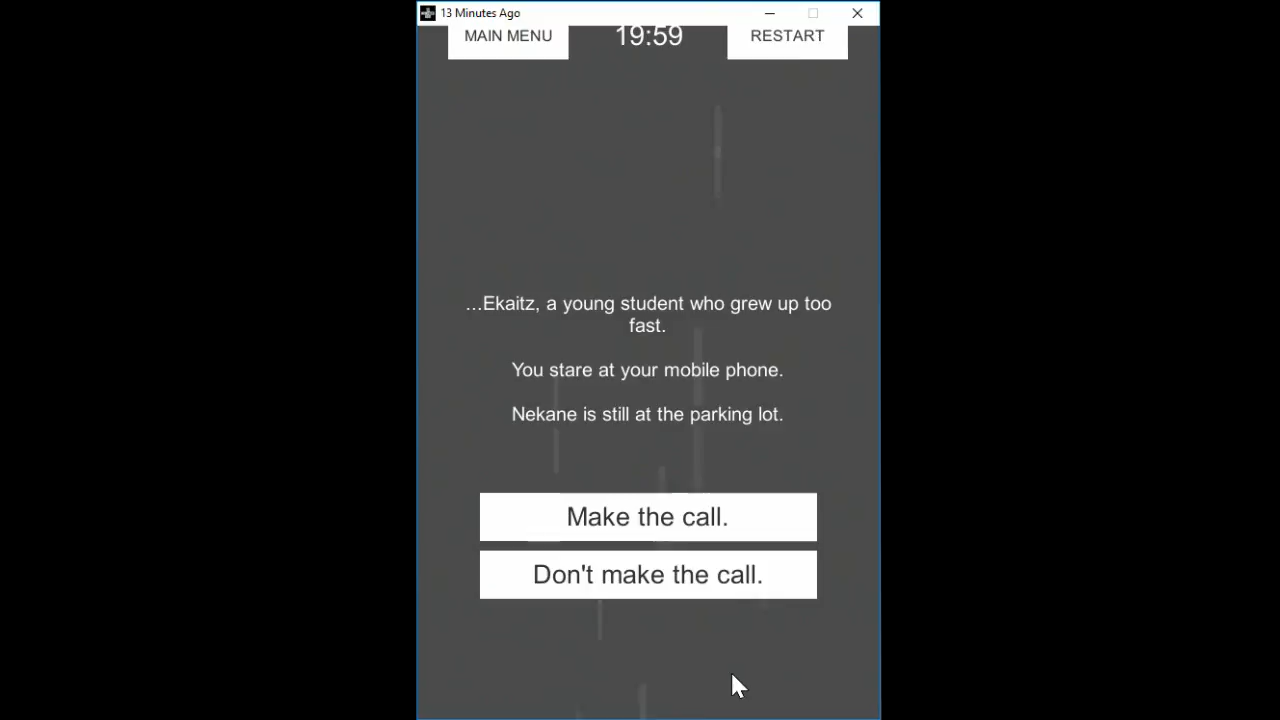 13 Minutes Ago
MAIN MENU
19:59
RESTART
...Ekaitz, a young student who grew up too
fast.
You stare at your mobile phone.
Nekane is still at the parking lot.
Make the call.
Don't make the call.